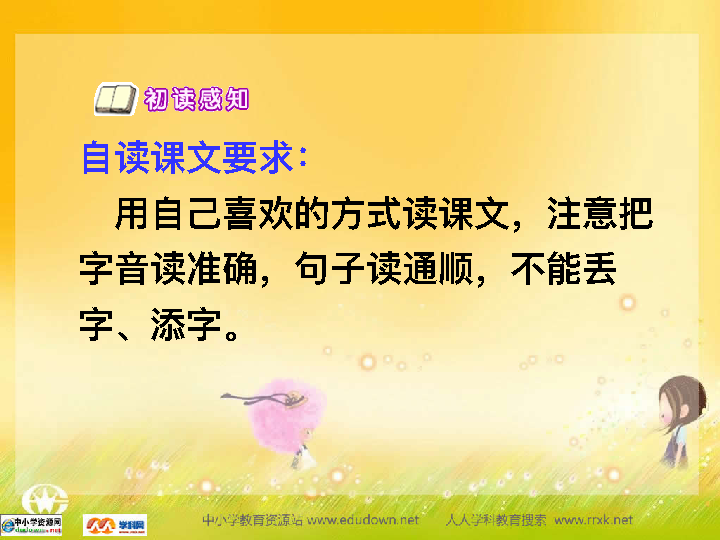 初读感知
自读课文要求：
用自己喜欢的方式读课文，注意把
字音读准确，句子读通顺，不能丢
字、添字。
中小学教育资源站 www.edudown.net 人人学科教育搜索 www.rrxk.net
中小学资源网
学科网